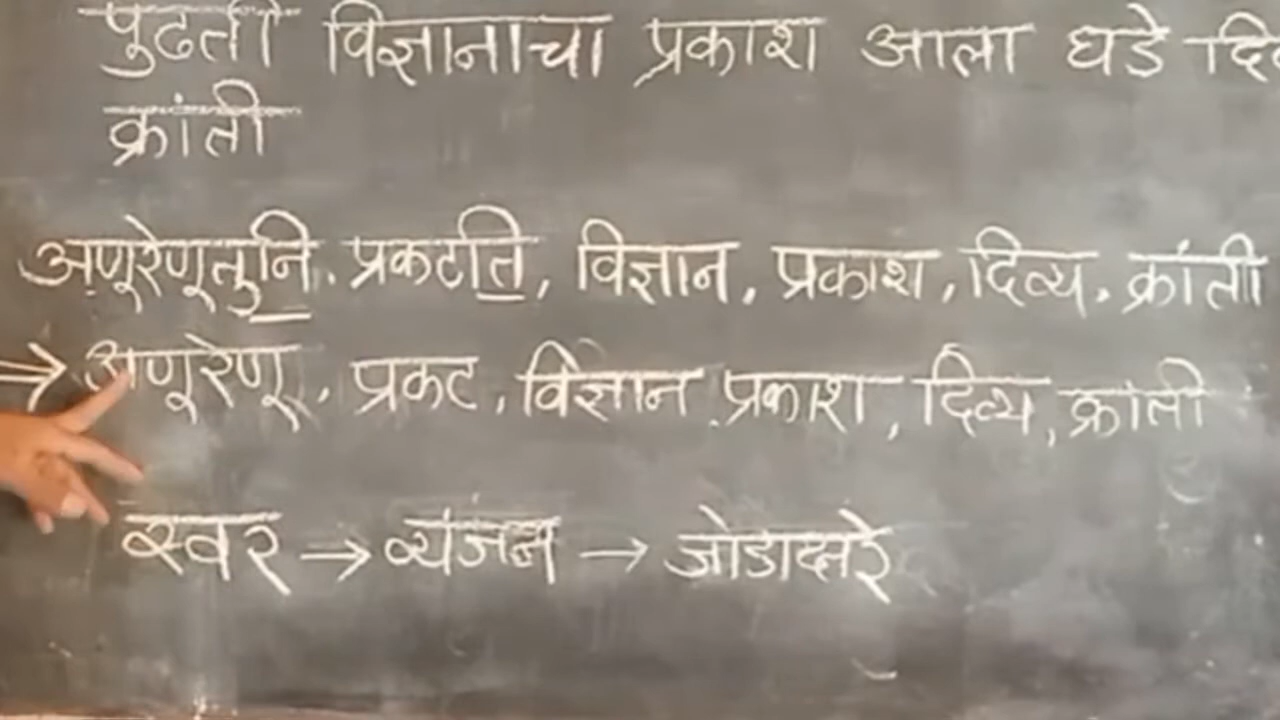 पुढती विज्ञानाचा प्रकाश आला घडे
क्रांती
अणूरेणूतुनि, प्रकटति, विज्ञान, प्रकाश, दिव्य, क्रांती
⇒ अणूरेणू, प्रकट, विज्ञान, प्रकाश, दिव्य, क्रांती
स्वर → व्यंजन → जोडाक्षरे